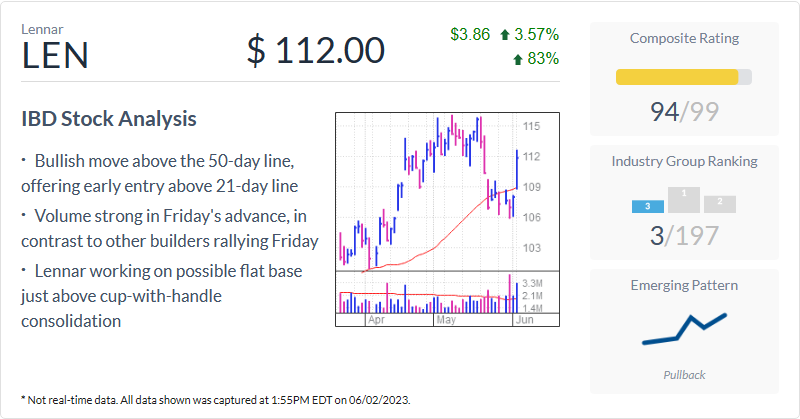 Lennar
LEN
$ 112.00
$3.86 3.57%
83%
IBD Stock Analysis
· Bullish move above the 50-day line,
offering early entry above 21-day line
· Volume strong in Friday's advance, in
contrast to other builders rallying Friday
· Lennar working on possible flat base
just above cup-with-handle
consolidation
115
112
109
106
103
3.3M
2.1M
1.4M
Apr
May
Jun
Composite Rating
94/99
Industry Group Ranking
3
1
2
3/197
Emerging Pattern
Pullback
* Not real-time data. All data shown was captured at 1:55PM EDT on 06/02/2023.